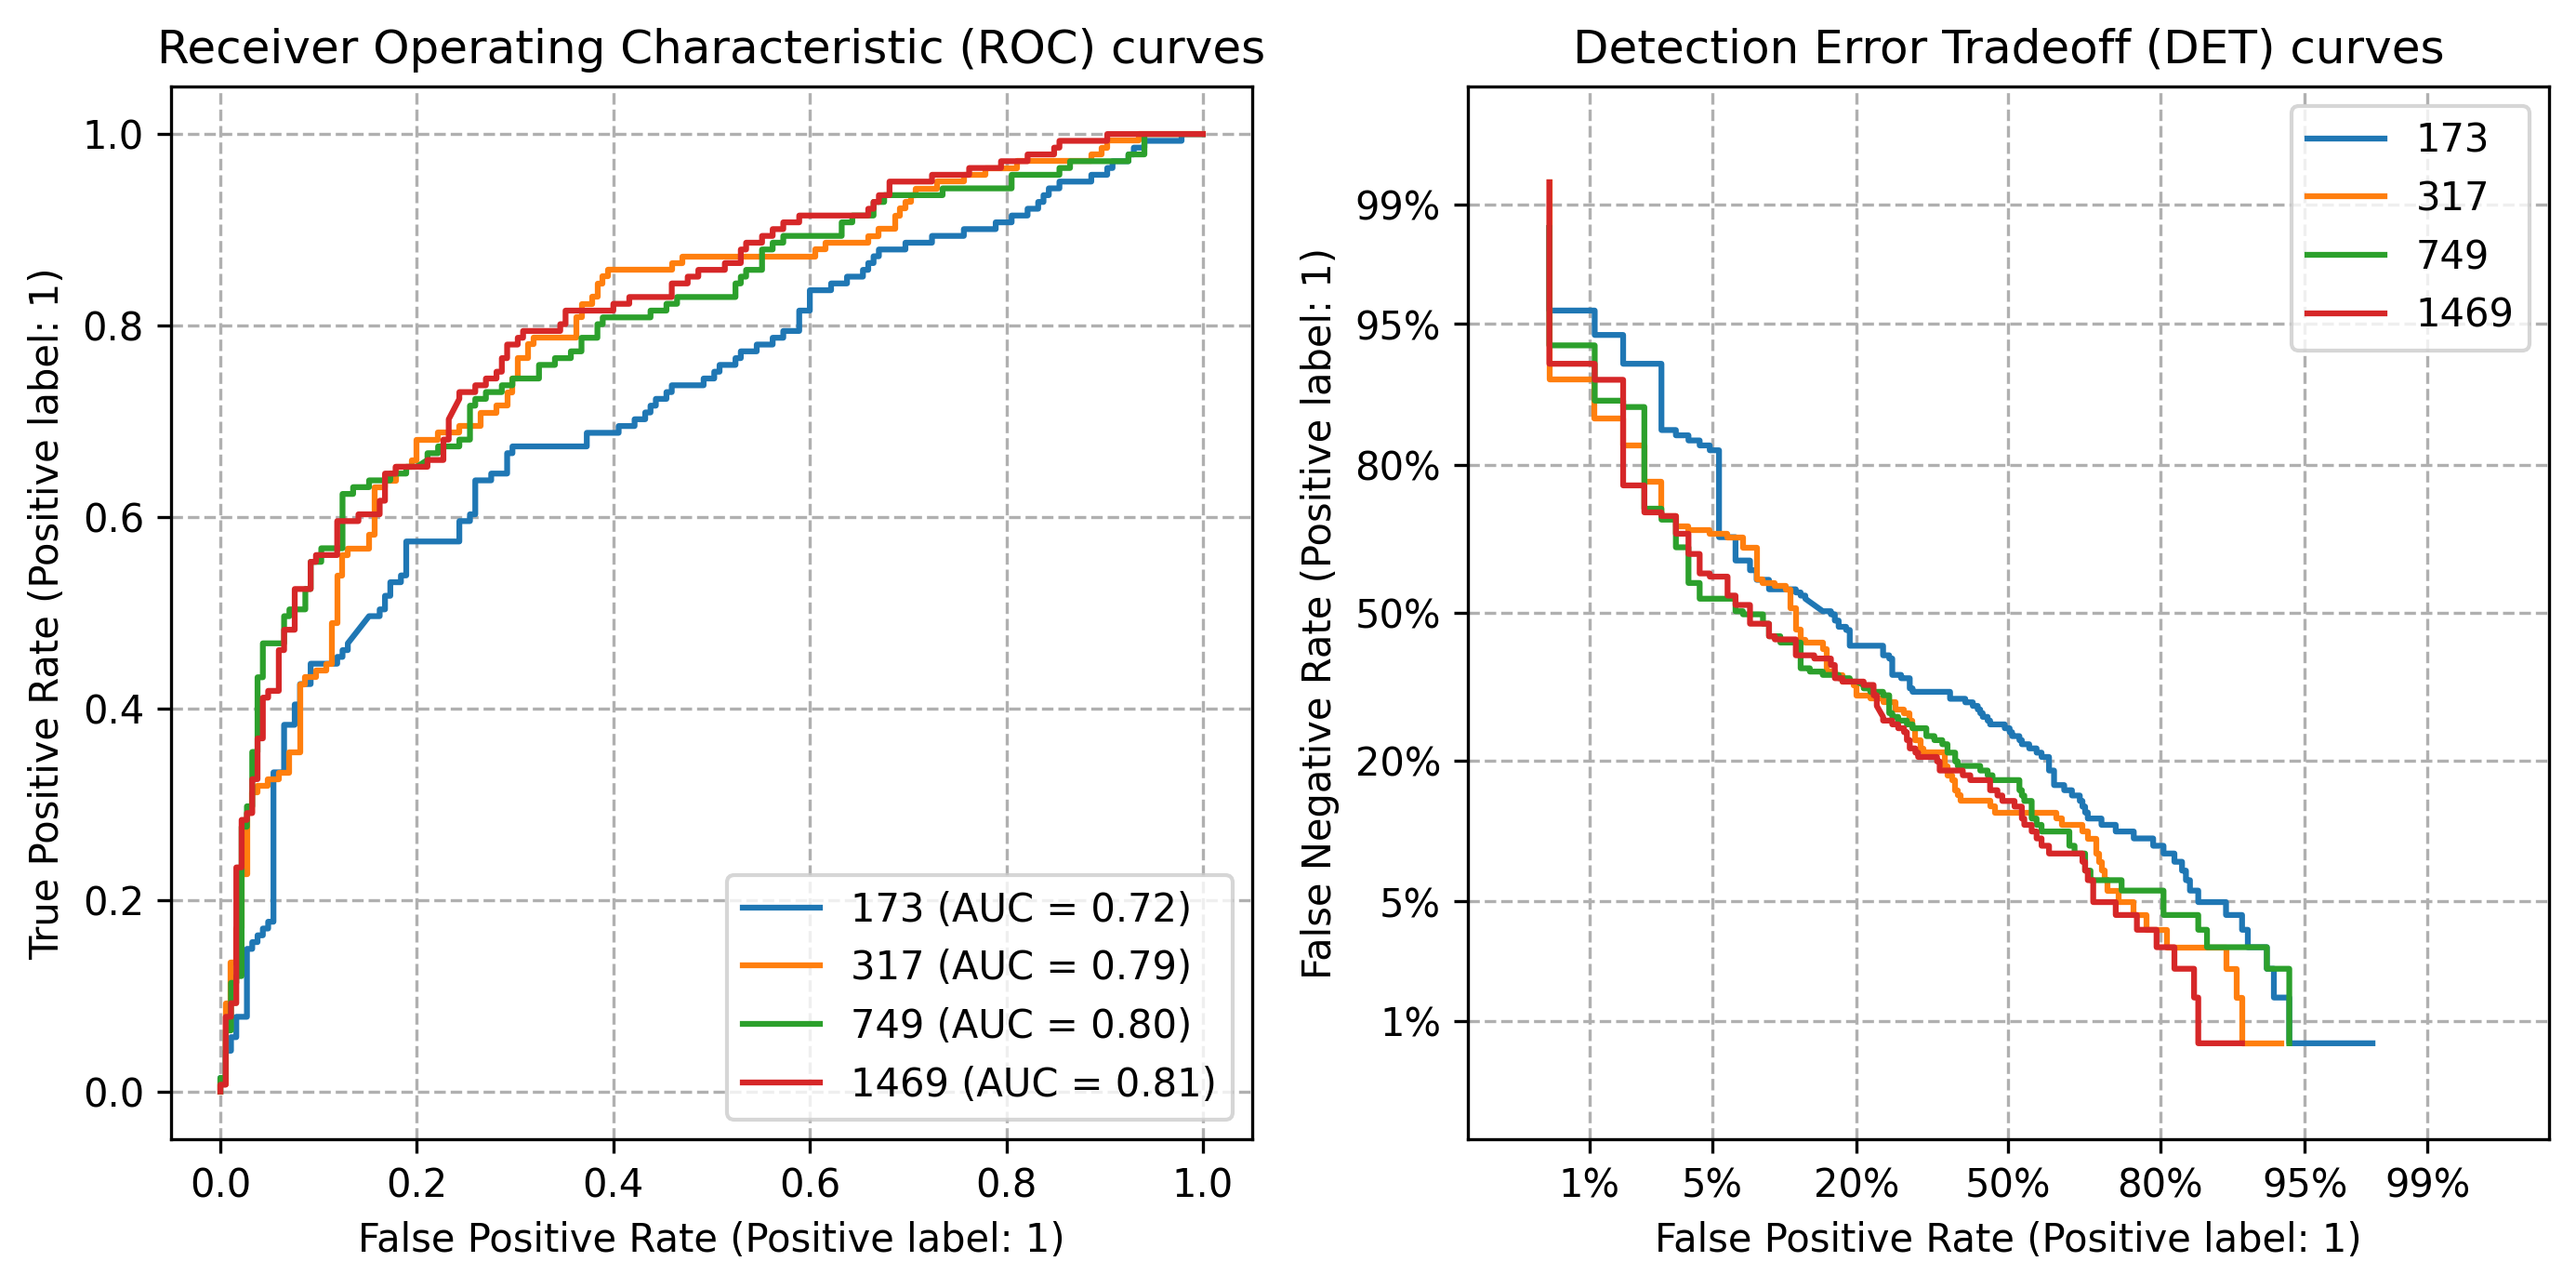 Receiver Operating Characteristic (ROC) curves
True Positive Rate (Positive label: 1)
1.0
0.8
0.6
0.4
0.2
0.0
173 (AUC = 0.72)
317 (AUC = 0.79)
749 (AUC = 0.80)
1469 (AUC = 0.81)
0.0 0.2 0.4 0.6 0.8 1.0
False Positive Rate (Positive label: 1)
Detection Error Tradeoff (DET) curves
False Negative Rate (Positive label: 1)
99%
95%
80%
50%
20%
5%
1%
173
317
749
1469
1% 5% 20% 50% 80% 95% 99%
False Positive Rate (Positive label: 1)